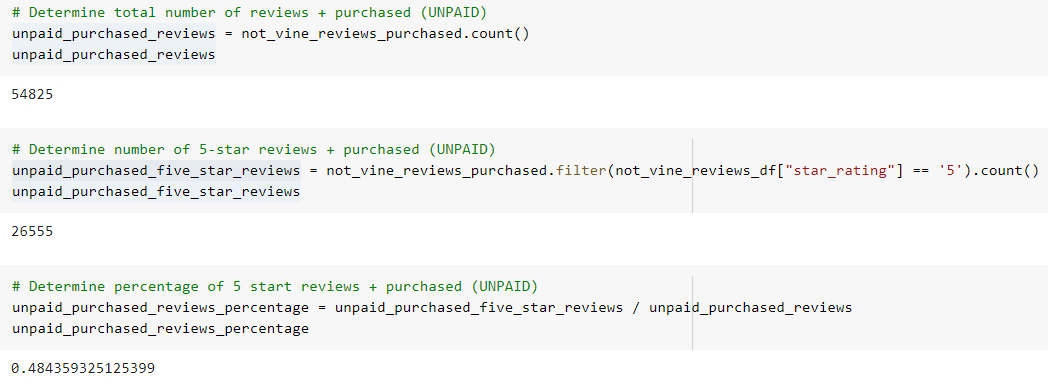 # Determine total number of reviews + purchased (UNPAID)
unpaid_purchased_reviews = not_vine_reviews_purchased.count()
unpaid_purchased_reviews
54825
# Determine number of 5-star reviews + purchased (UNPAID)
unpaid_purchased_five_star_reviews = not_vine_reviews_purchased.filter(not_vine_reviews_df["star_rating"] == '5').count()
unpaid_purchased_five_star_reviews
26555
# Determine percentage of 5 start reviews + purchased (UNPAID)
unpaid_purchased_reviews_percentage = unpaid_purchased_five_star_reviews / unpaid_purchased_reviews
unpaid_purchased_reviews_percentage
0.484359325125399